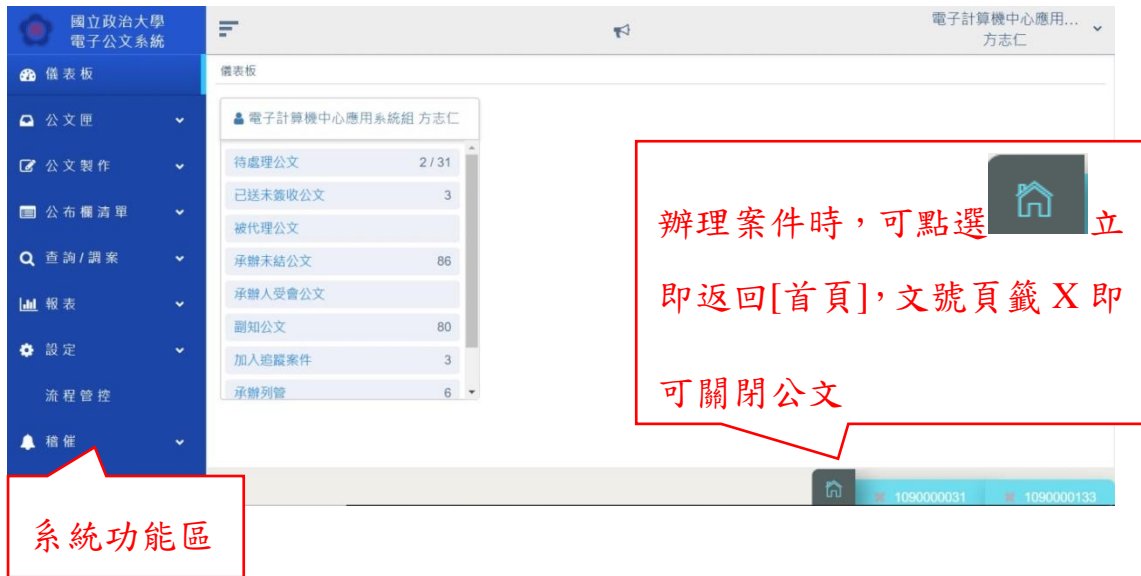 國立政治大學
電子公文系統
電子計算機中心應用...
方志仁
儀表板
公文匣
公文製作
公布欄清單
查詢/調案
報表
設定
流程管控
稽催
儀表板
電子計算機中心應用系統組 方志仁
待處理公文 2 / 31
已送未簽收公文 3
被代理公文
承辦未結公文 86
承辦人受會公文
副知公文 80
加入追蹤案件 3
承辦列管 6
辦理案件時，可點選 立
即返回[首頁]，文號頁籤 X 即
可關閉公文
1090000031 1090000133
系統功能區